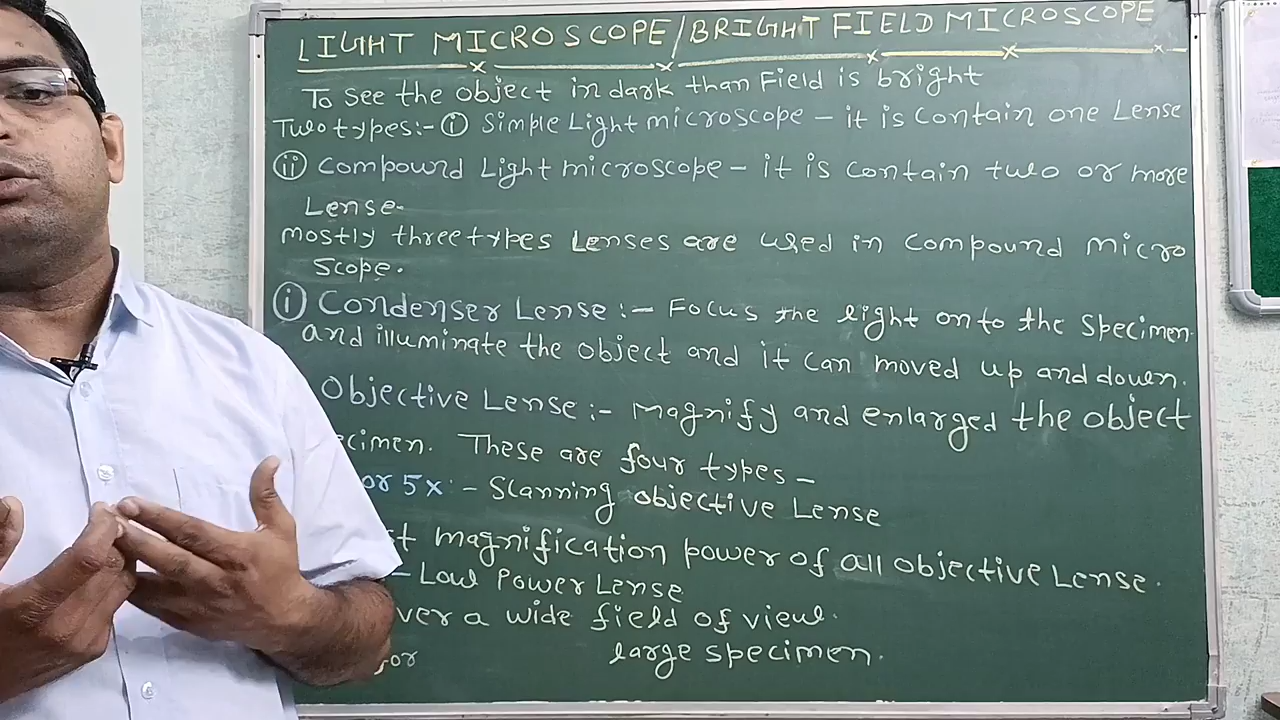 LIGHT MICROSCOPE/BRIGHT FIELD MICROSCOPE
To see the object in dark than Field is bright
Two types:- (i) Simple Light microscope - it is contain one Lense
(ii) Compound Light microscope - it is contain two or more
Lense.
mostly three types Lenses are used in compound micro
scope.
(i) Condenser Lense :- Focus the light on to the specimen.
and illuminate the object and it can moved up and down.
Objective Lense :- Magnify and enlarged the object
ecimen. These are four types -
or 5x :- Scanning objective Lense
st magnification power of all objective Lense.
- Low Power Lense
ver a wide field of view.
for large specimen.